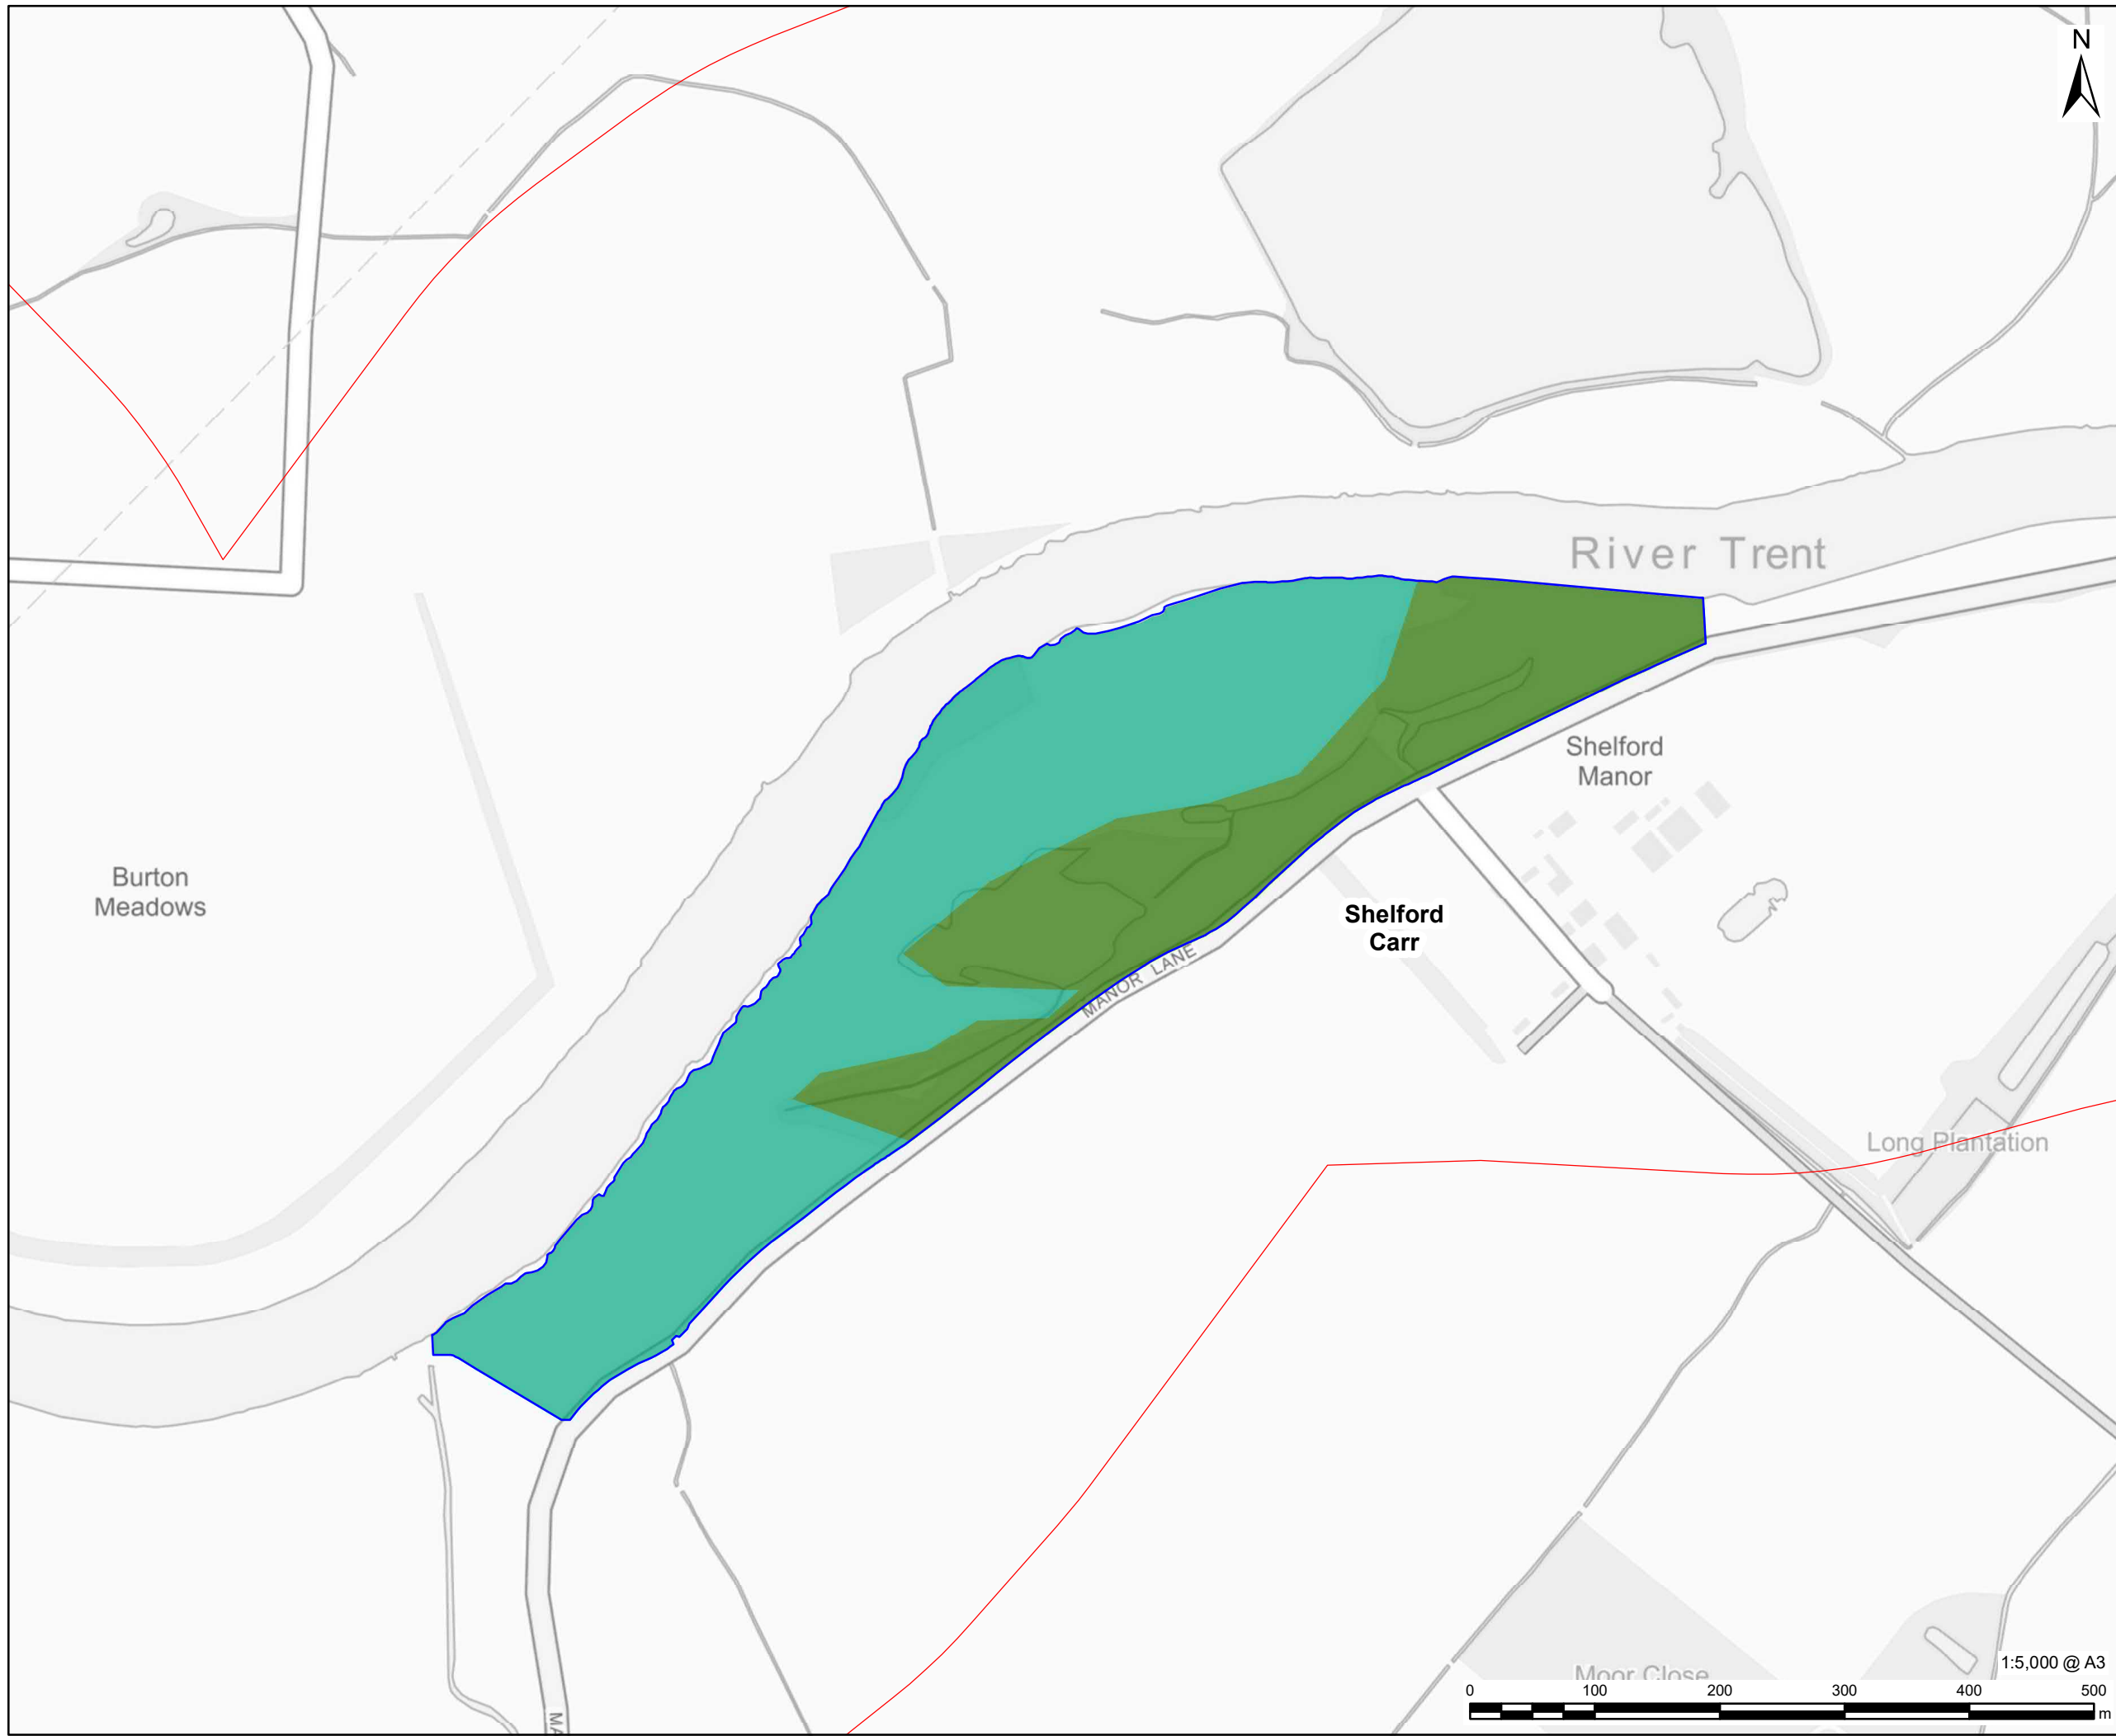 N
River Trent
Shelford
Manor
Burton
Meadows
Shelford
Carr
MANOR LANE
Long Plantation
Moor Close
1:5,000 @ A3
0 100 200 300 400 500
m
MA